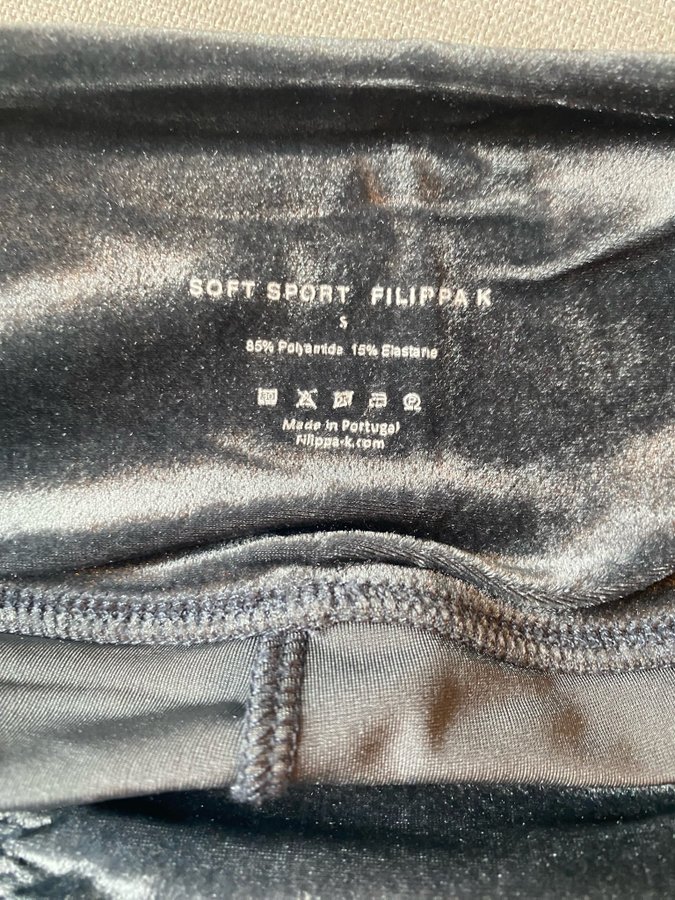 SOFT SPORT FILIPPA K
S
85% Polyamide 15% Elastane
Made in Portugal
Filippa-k.com